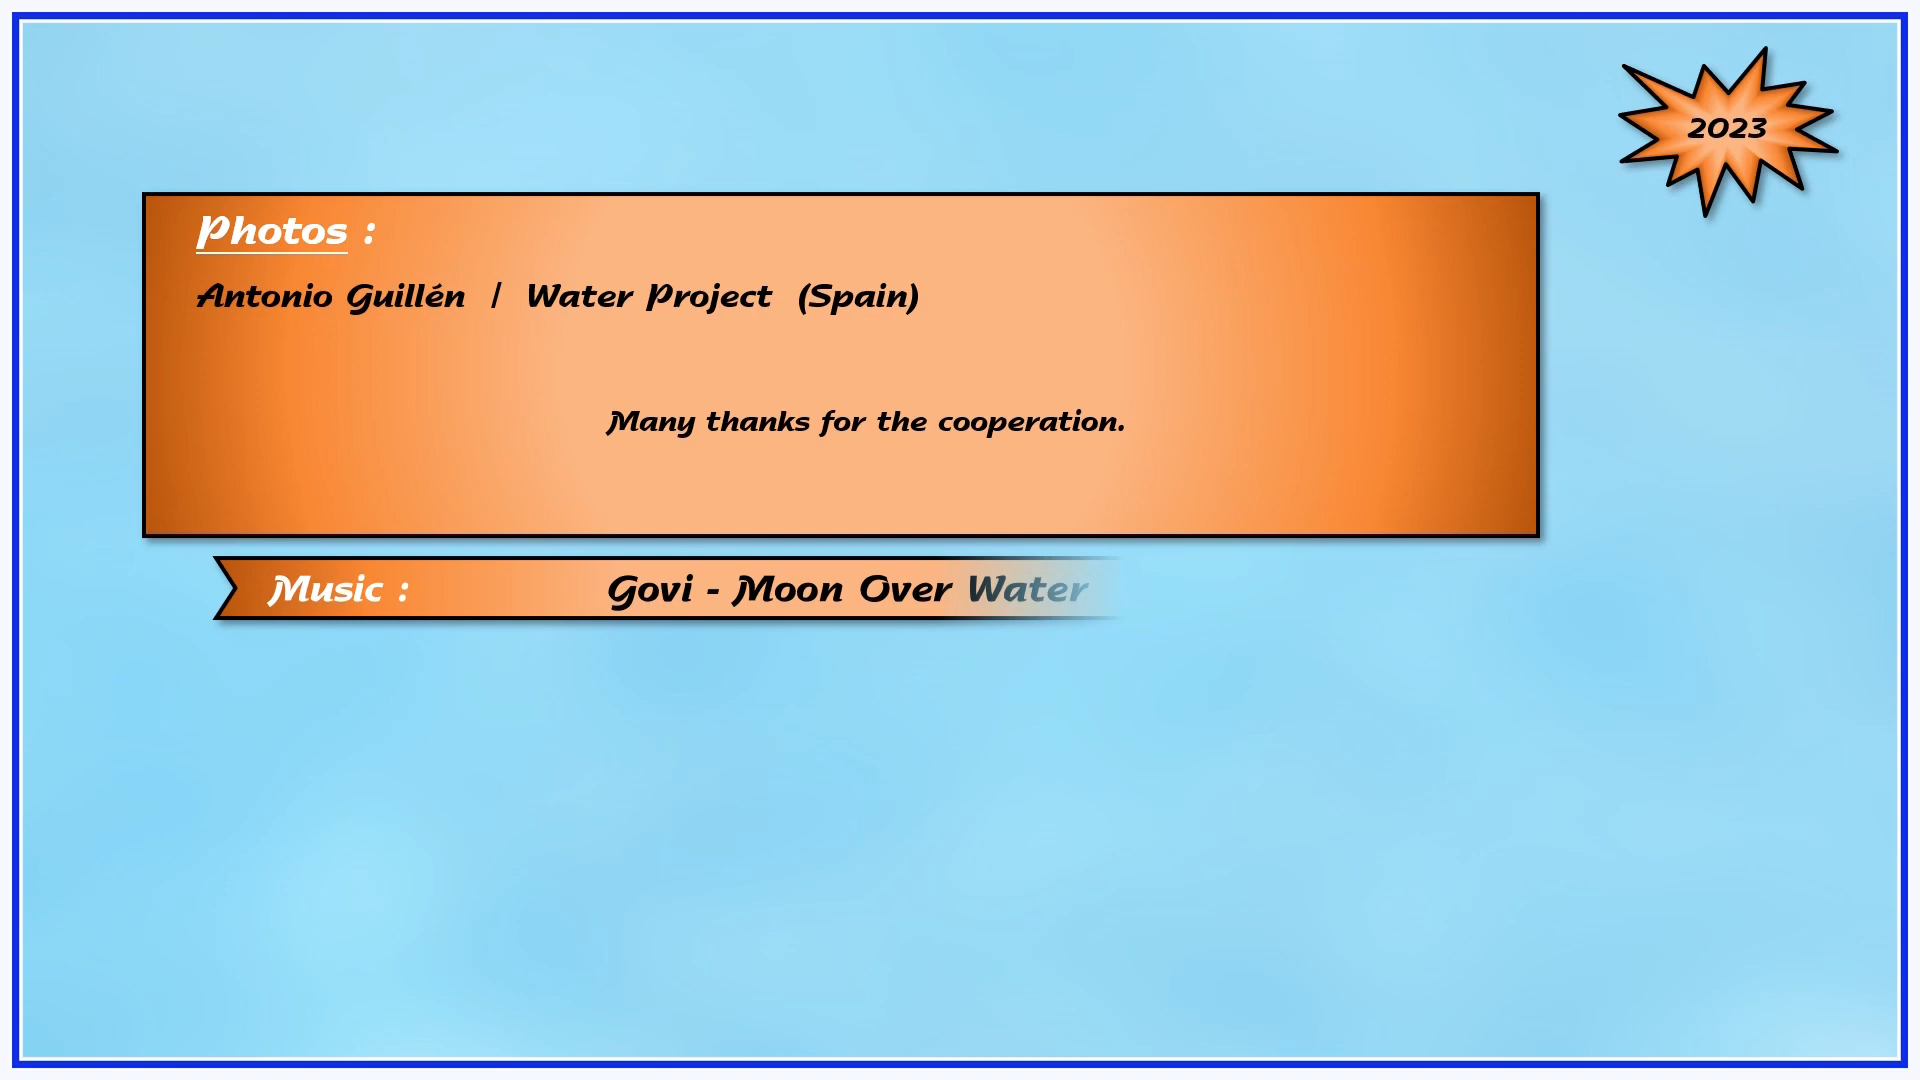 2023
Photos :
Antonio Guillén / Water Project (Spain)
Many thanks for the cooperation.
Music : Govi - Moon Over Water